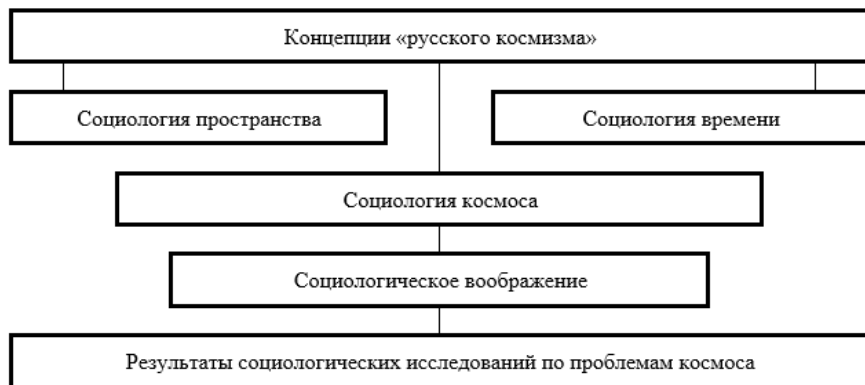 Концепции «русского космизма»
Социология пространства
Социология времени
Социология космоса
Социологическое воображение
Результаты социологических исследований по проблемам космоса